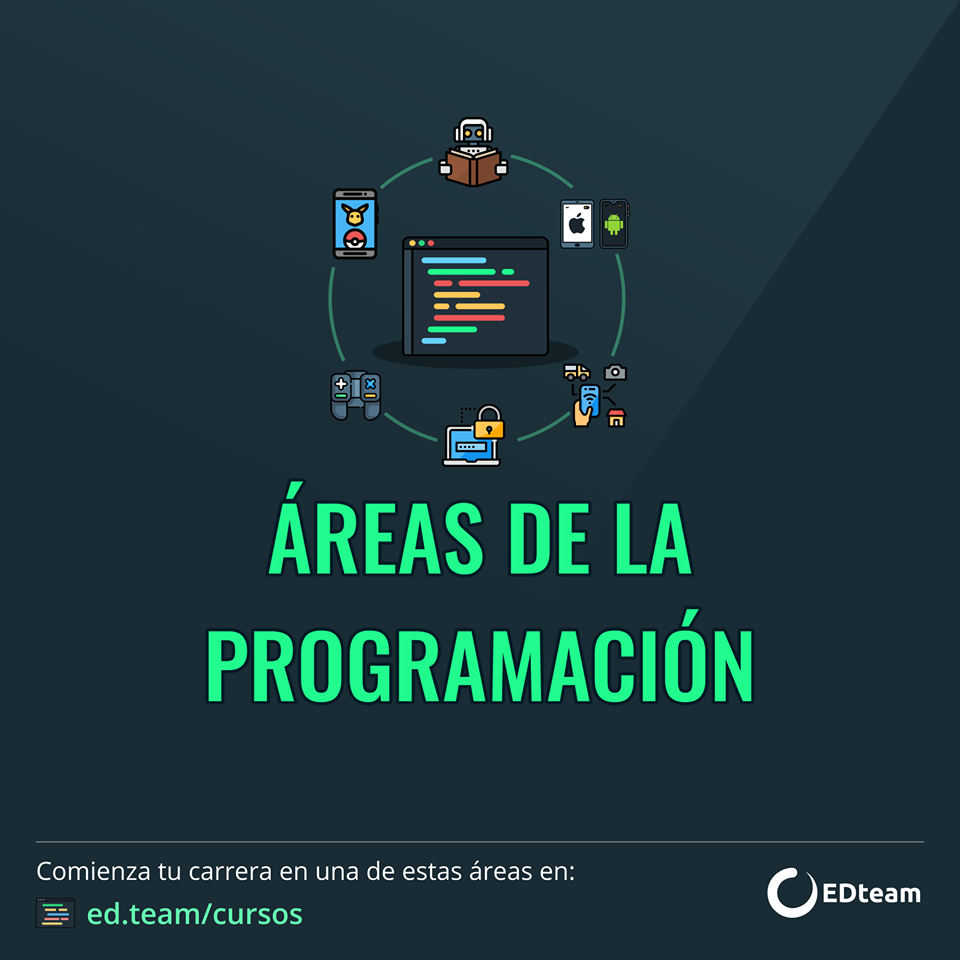 ÁREAS DE LA
PROGRAMACIÓN
Comienza tu carrera en una de estas áreas en:
ed.team/cursos
EDteam